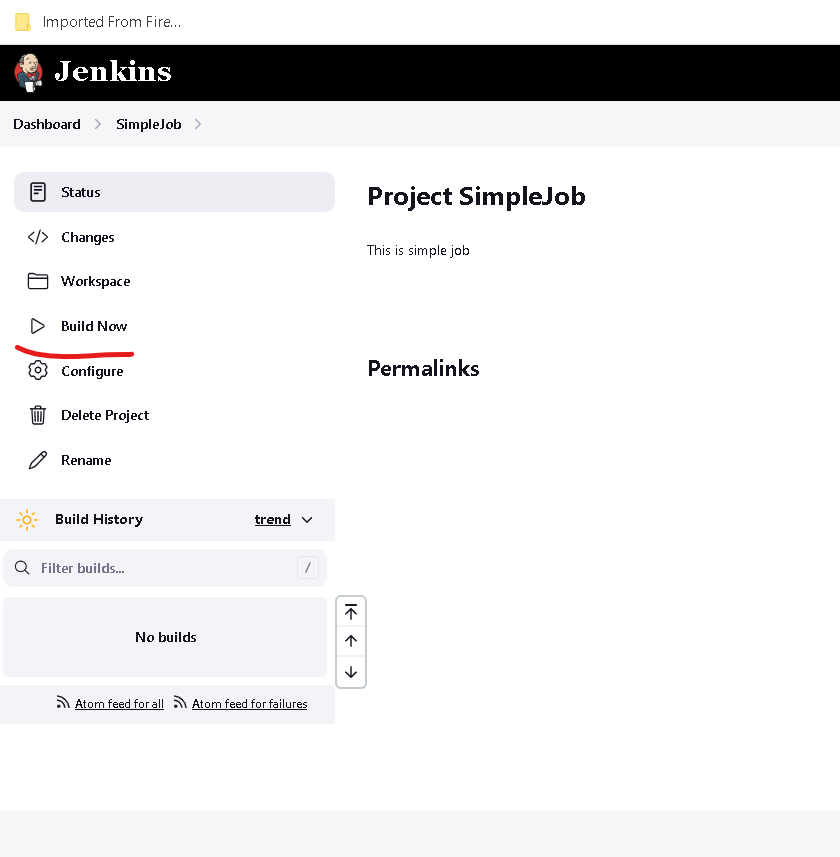 Imported From Fire...
Jenkins
Dashboard > SimpleJob >
Status
Changes
Workspace
Build Now
Configure
Delete Project
Rename
Project SimpleJob
This is simple job
Permalinks
Build History trend
Filter builds... /
No builds
Atom feed for all Atom feed for failures